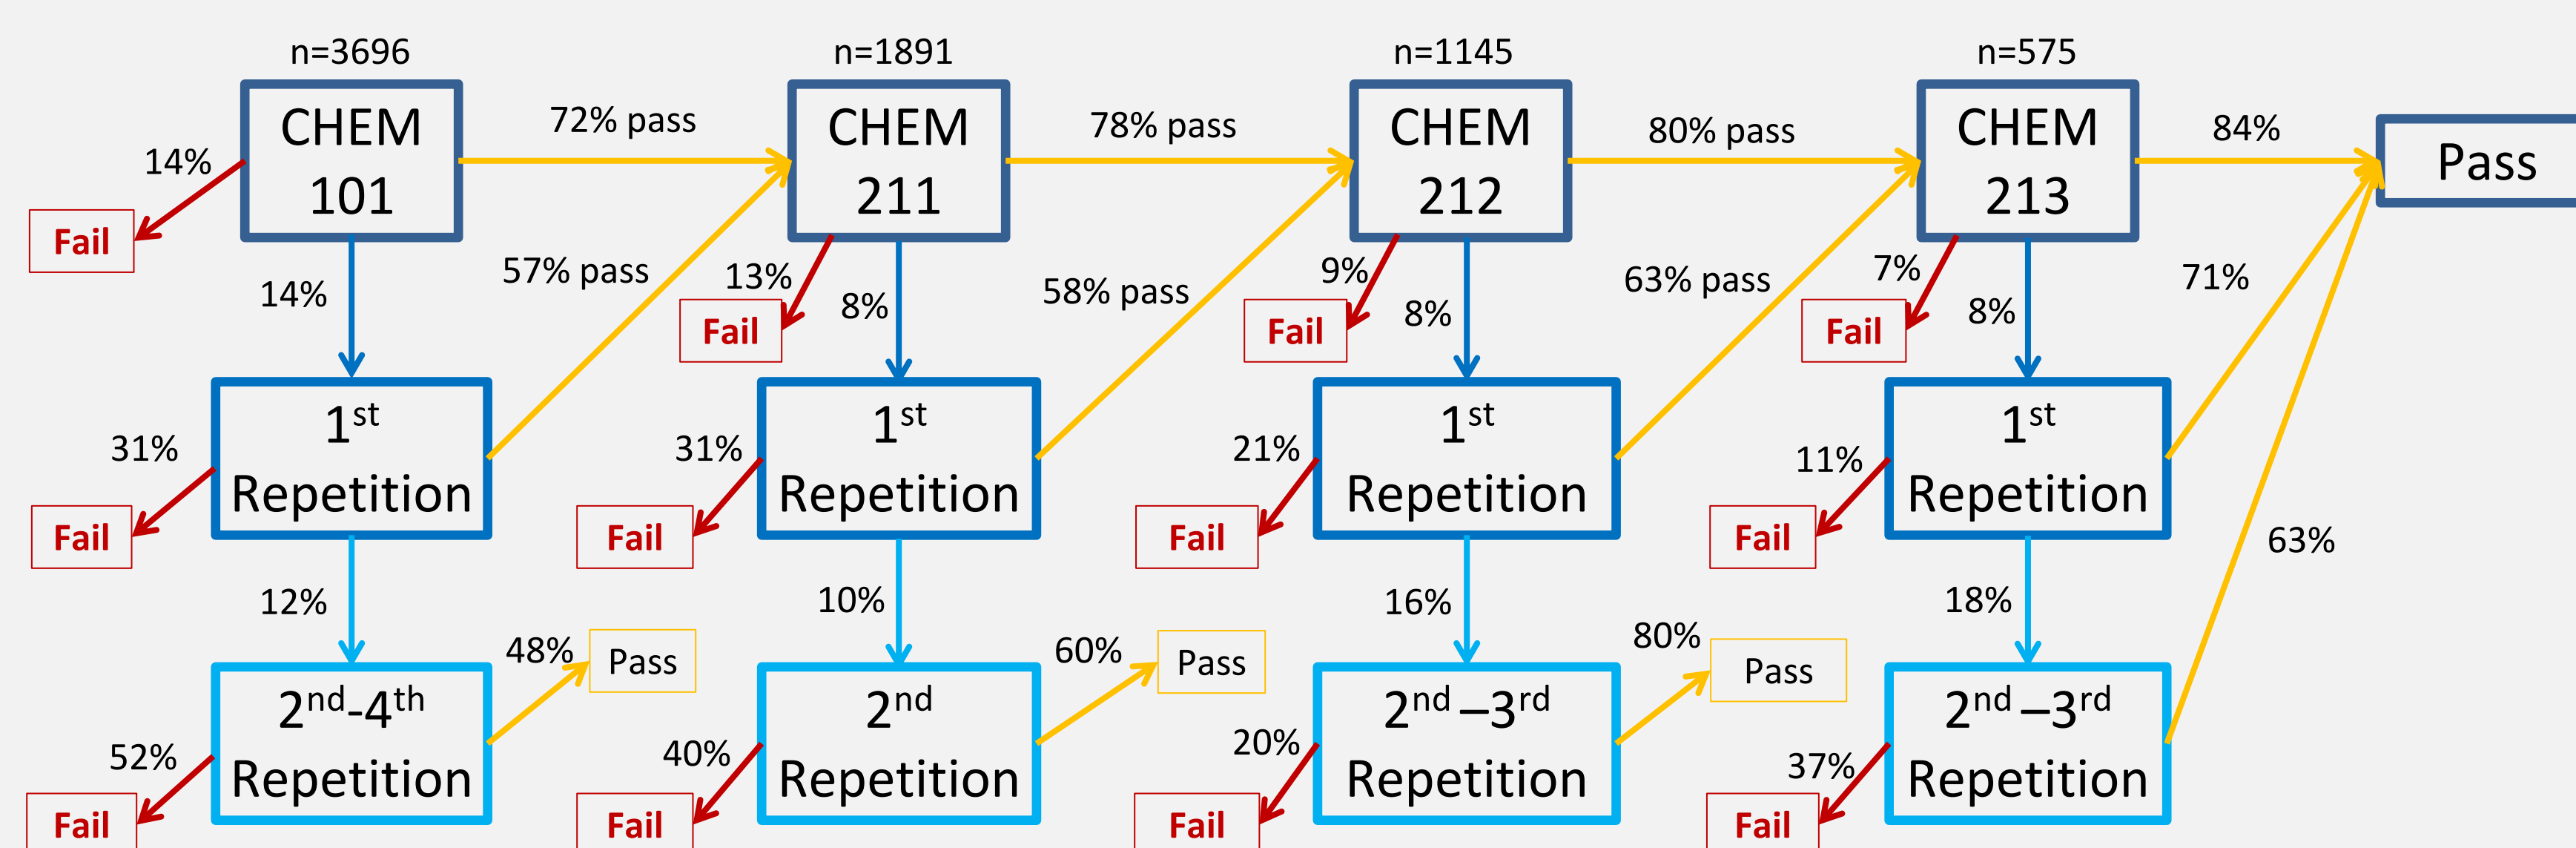 n=3696
n=1891
n=1145
n=575
CHEM
101
CHEM
211
CHEM
212
CHEM
213
Pass
72% pass
78% pass
80% pass
84%
14%
Fail
14%
57% pass
13%
Fail
8%
58% pass
9%
Fail
8%
63% pass
7%
Fail
8%
71%
1st
Repetition
1st
Repetition
1st
Repetition
1st
Repetition
31%
Fail
31%
Fail
21%
Fail
11%
Fail
63%
12%
10%
16%
18%
48%
Pass
60%
Pass
80%
Pass
2nd-4th
Repetition
2nd
Repetition
2nd–3rd
Repetition
2nd–3rd
Repetition
52%
Fail
40%
Fail
20%
Fail
37%
Fail